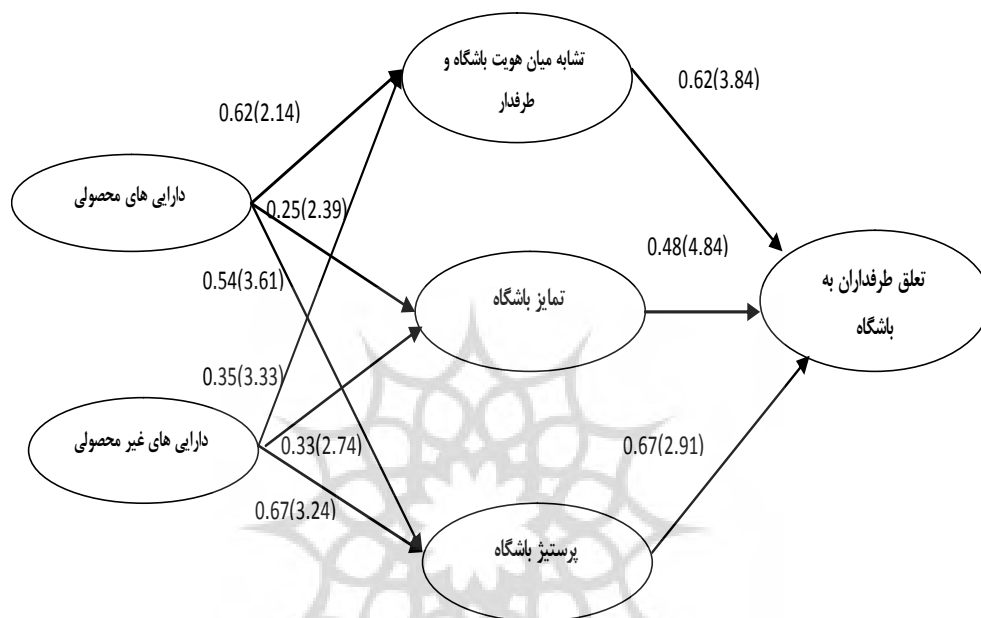 تشابه میان هویت باشگاه و
طرفدار
0.62(3.84)
0.62(2.14)
دارایی های محصولی
0.25(2.39)
0.48(4.84)
تعلق طرفداران به
باشگاه
تمایز باشگاه
0.54(3.61)
0.35(3.33)
دارایی های غیر محصولی
0.33(2.74)
0.67(2.91)
0.67(3.24)
پرستیژ باشگاه